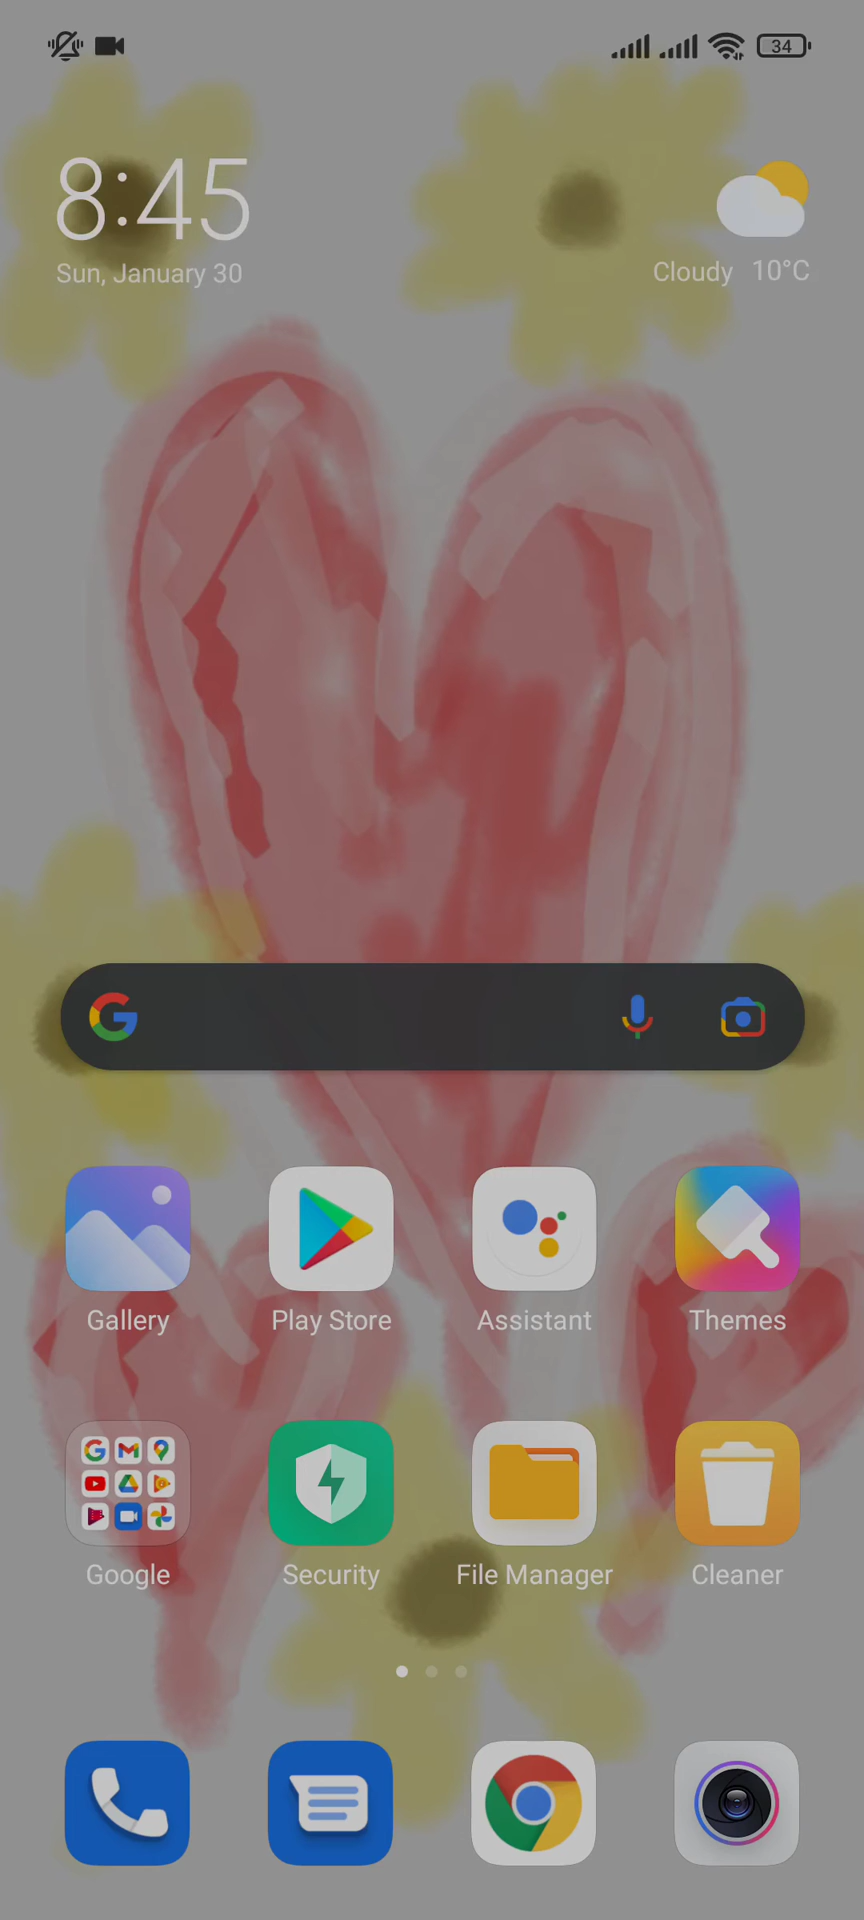 34
8:45
Sun, January 30
Cloudy 10°C
Gallery
Play Store
Assistant
Themes
Google
Security
File Manager
Cleaner